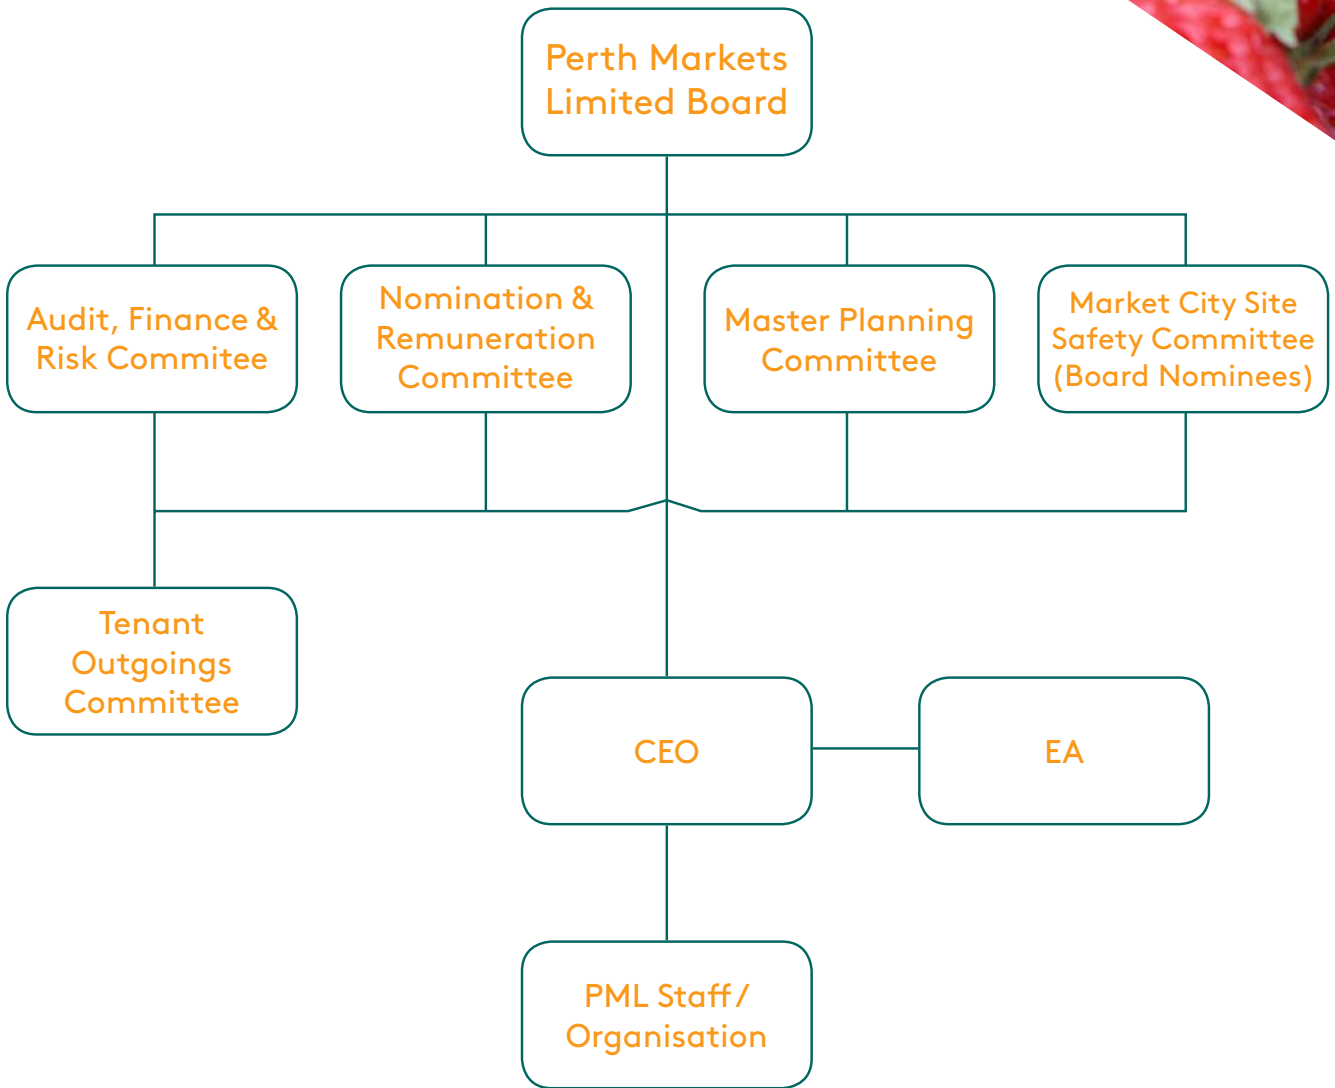 Perth Markets
Limited Board
Audit, Finance &
Risk Commitee
Nomination &
Remuneration
Committee
Master Planning
Committee
Market City Site
Safety Committee
(Board Nominees)
Tenant
Outgoings
Committee
CEO
EA
PML Staff/
Organisation